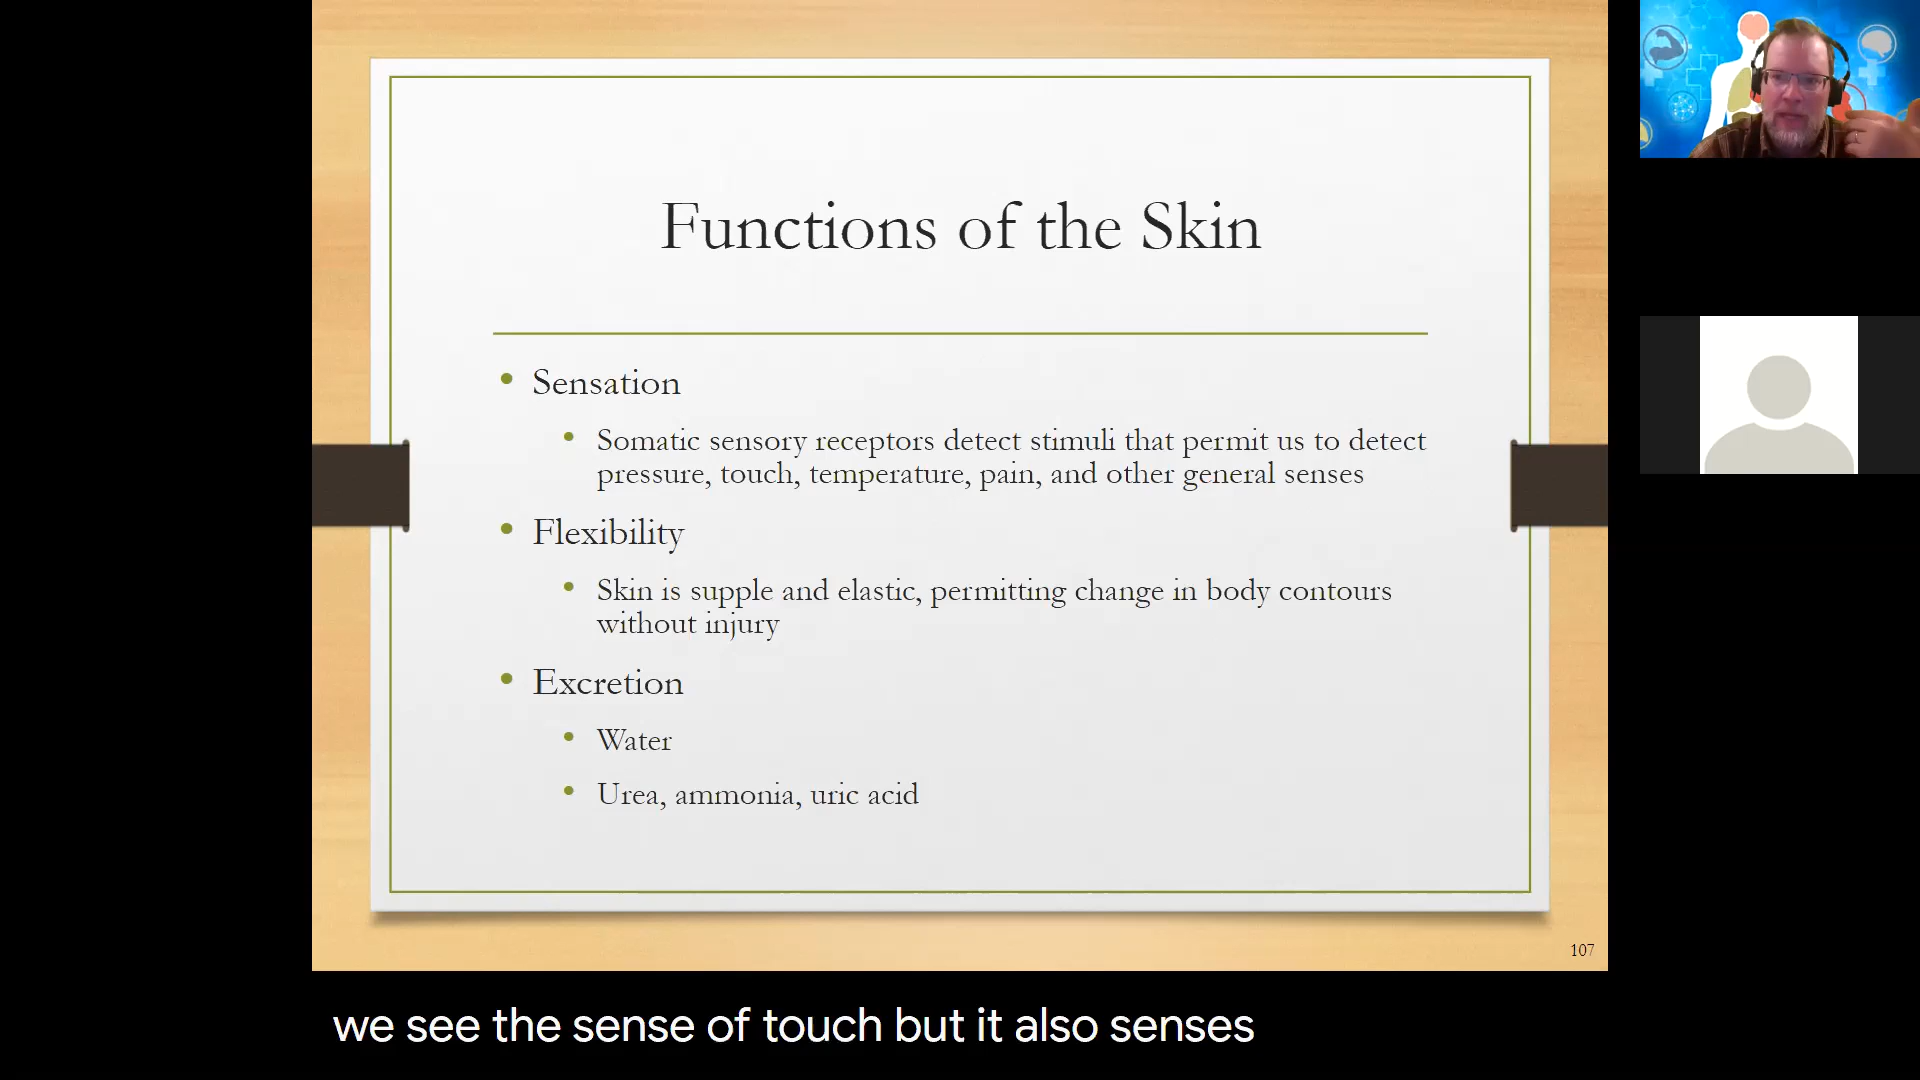 Functions of the Skin
• Sensation
• Somatic sensory receptors detect stimuli that permit us to detect
pressure, touch, temperature, pain, and other general senses
• Flexibility
• Skin is supple and elastic, permitting change in body contours
without injury
• Excretion
• Water
• Urea, ammonia, uric acid
107
we see the sense of touch but it also senses